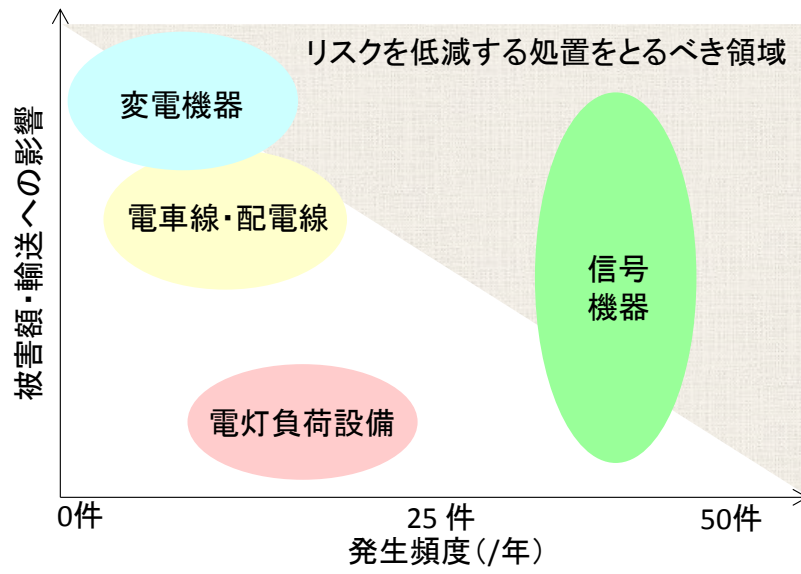 リスクを低減する処置をとるべき領域
被害額・輸送への影響
変電機器
電車線・配電線
信号
機器
電灯負荷設備
0件
25 件
50件
発生頻度(/年)